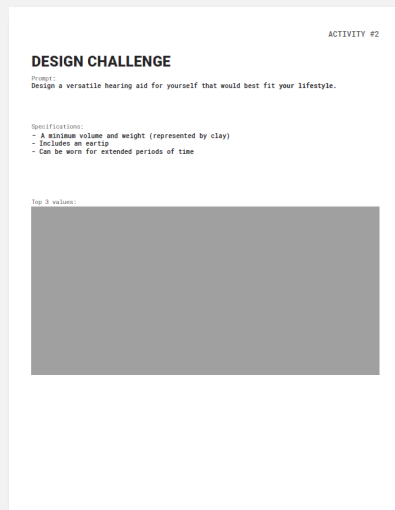 ACTIVITY #2
DESIGN CHALLENGE
Prompt:
Design a versatile hearing aid for yourself that would best fit your lifestyle.
Specifications:
- A minimum volume and weight (represented by clay)
- Includes an eartip
- Can be worn for extended periods of time
Top 3 values: